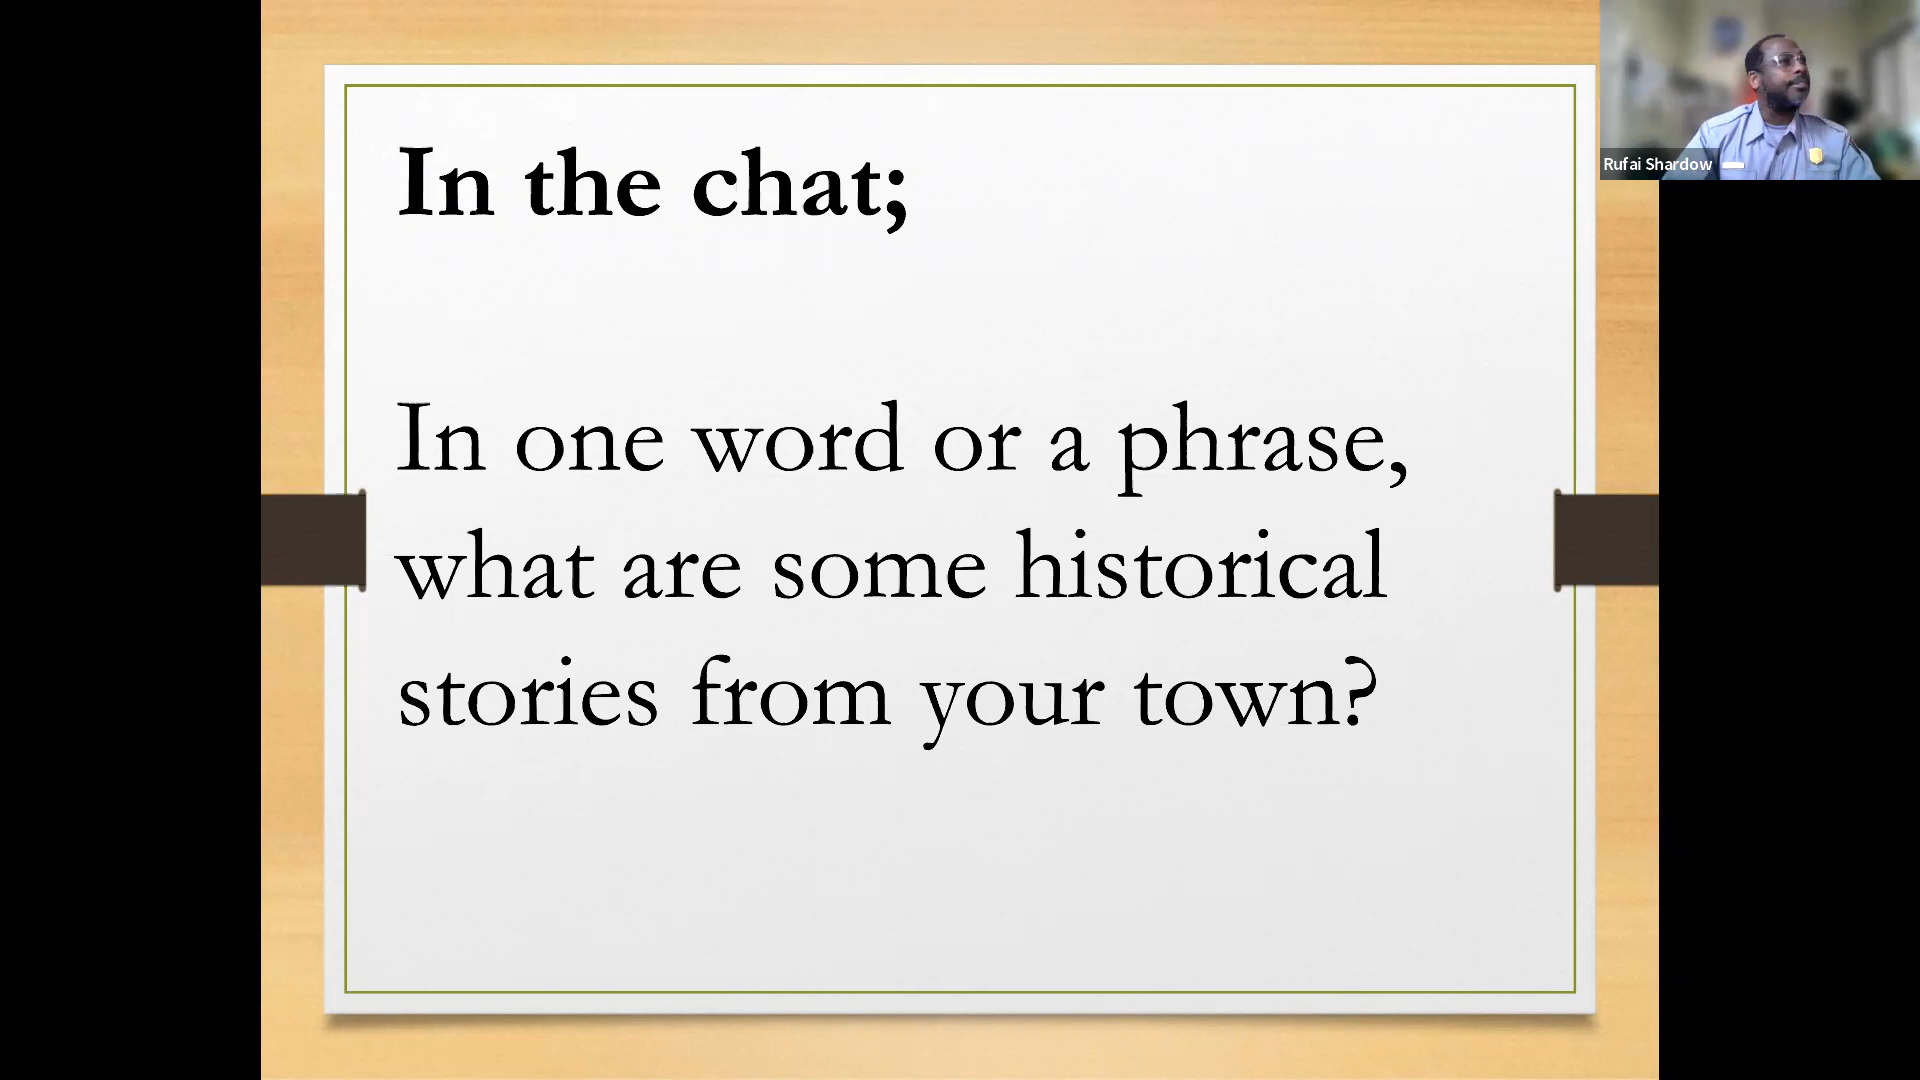 In the chat;
In one word or a phrase,
what are some historical
stories from your town?
Rufai Shardow